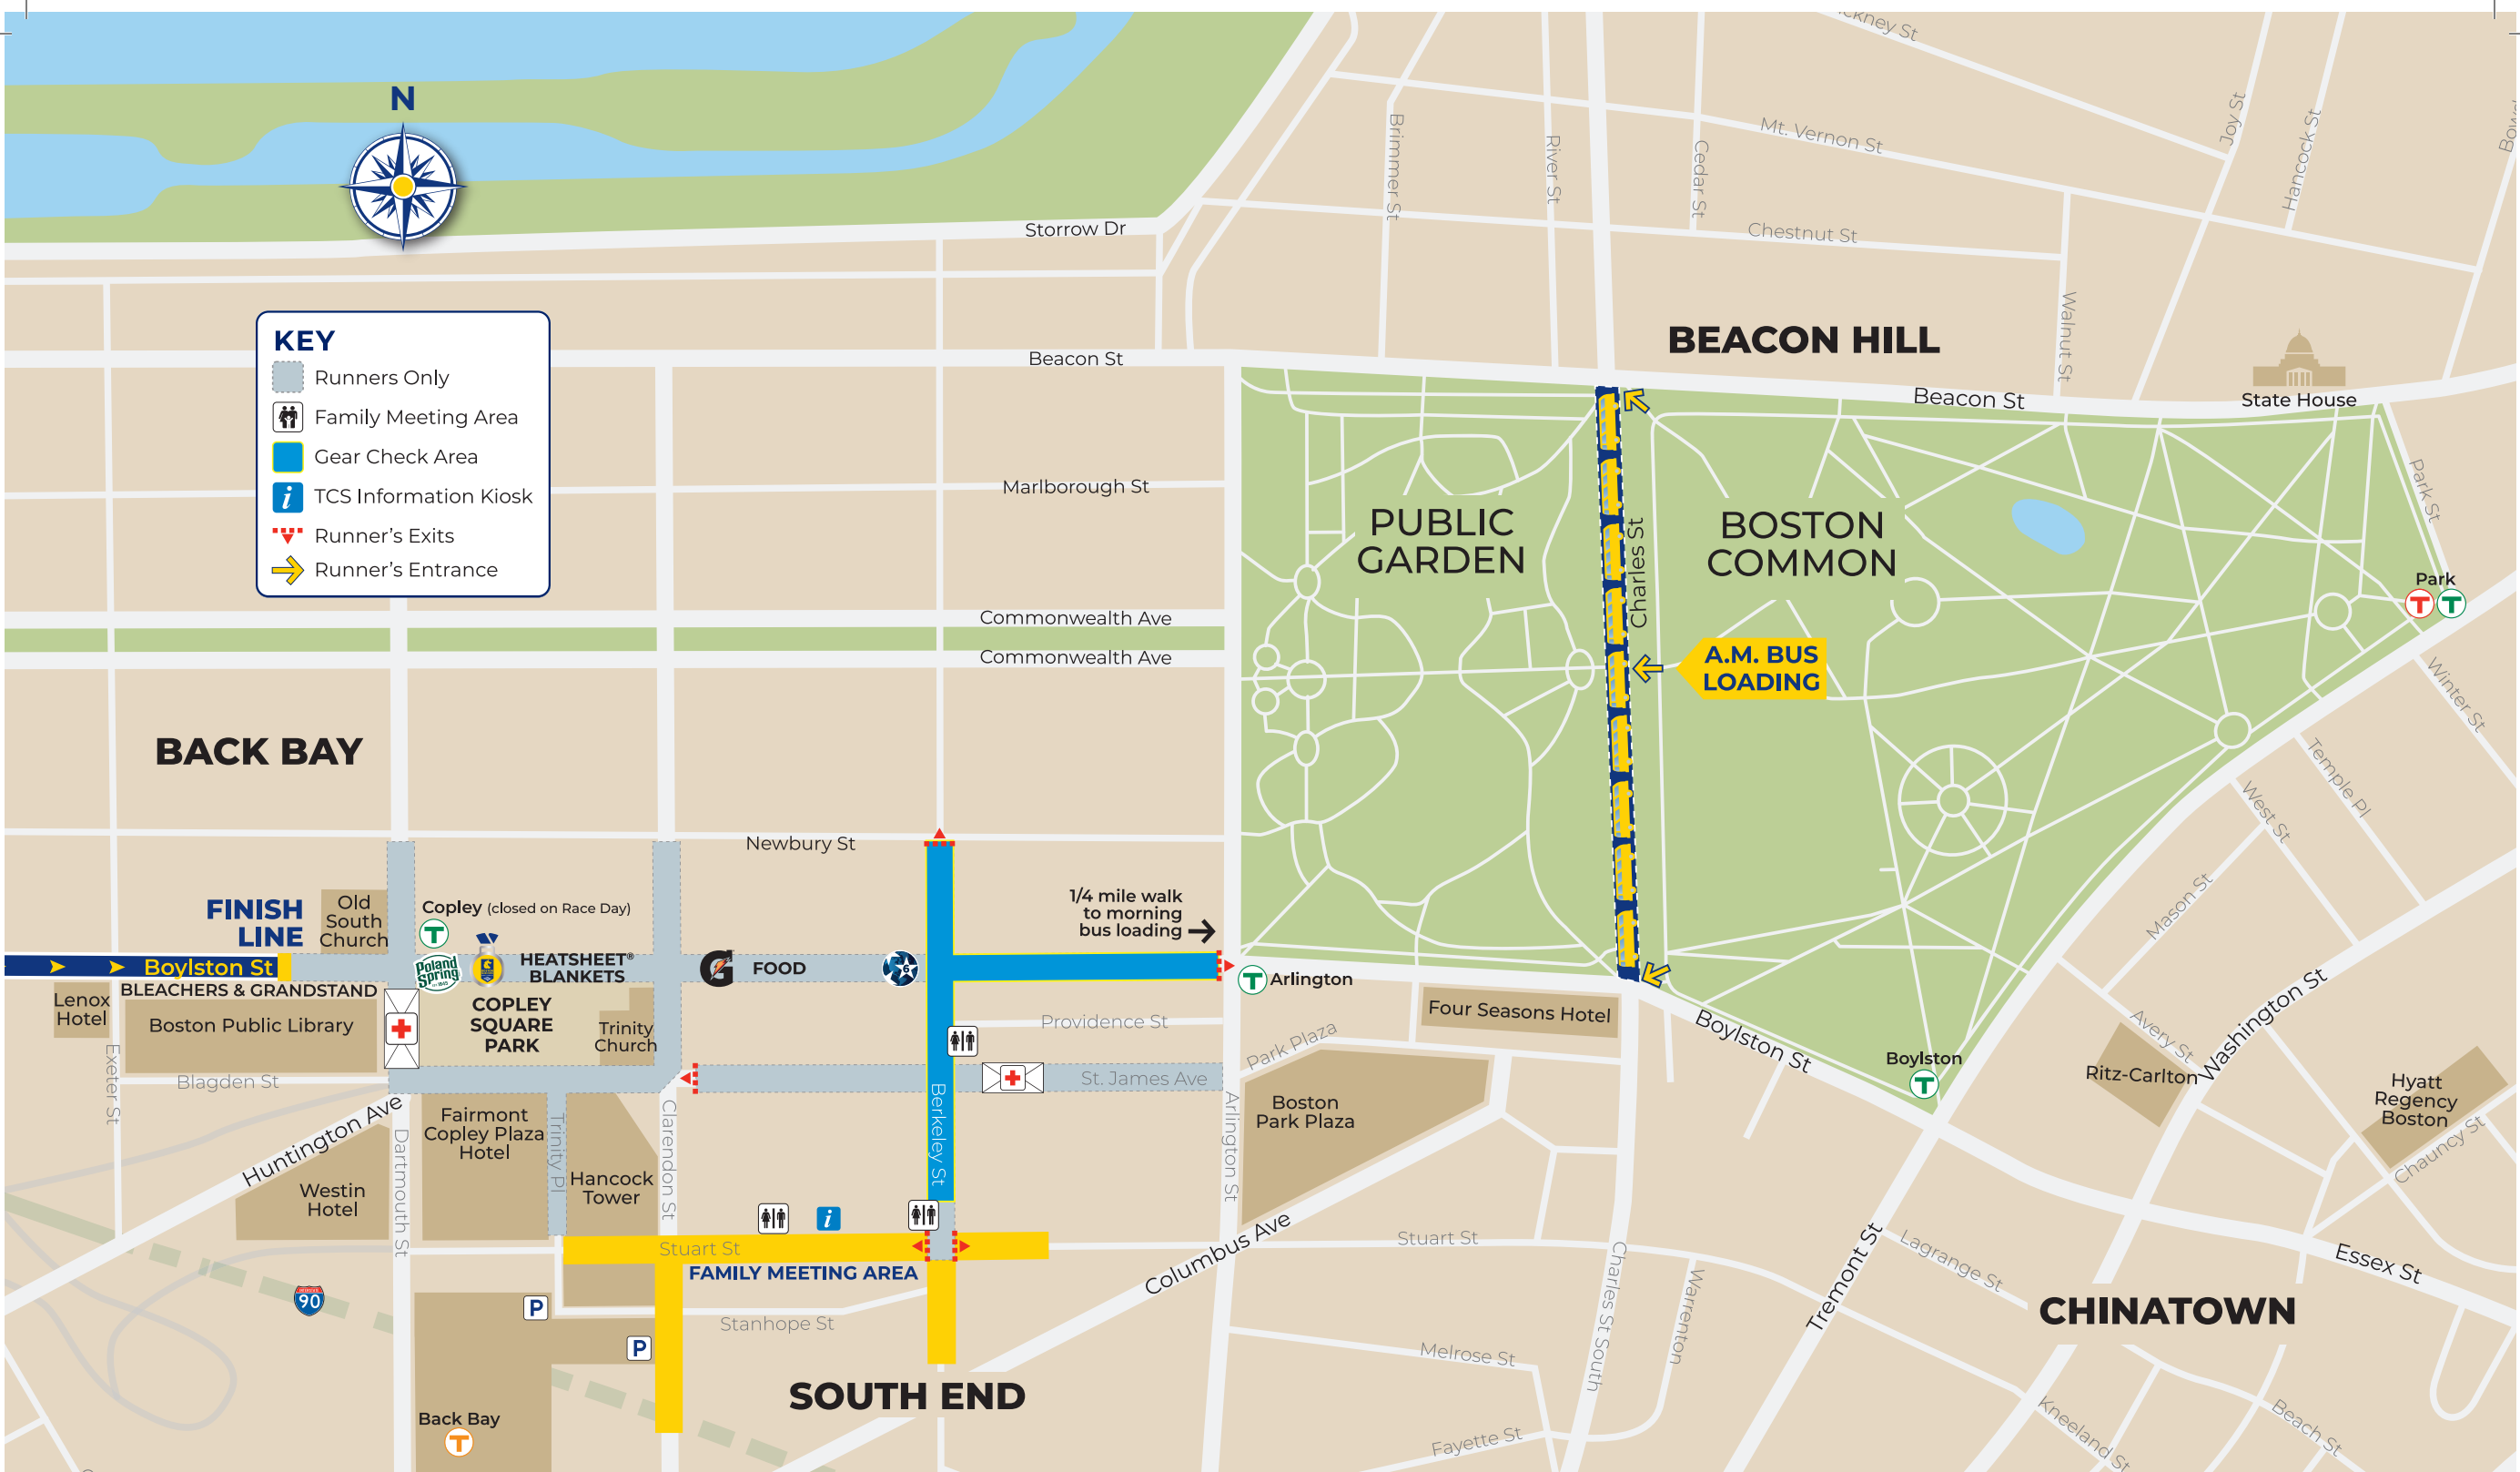 N
KEY
Runners Only
Family Meeting Area
Gear Check Area
i
TCS Information Kiosk
Runner's Exits
Runner's Entrance
Storrow Dr
Beacon St
Marlborough St
Commonwealth Ave
Commonwealth Ave
Newbury St
Brimmer St
River St
Cedar St
Mt. Vernon St
Chestnut St
Walnut St
Joy St
Hancock St
BEACON HILL
Beacon St
State House
Park St
PUBLIC
GARDEN
Charles St
BOSTON
COMMON
A.M. BUS
LOADING
Park
T
T
Winter St
Temple Pl
West St
Mason St
BACK BAY
FINISH
LINE
Old
South
Church
Copley (closed on Race Day)
T
Boylston St
Poland
Spring
HEATSHEET®
BLANKETS
G
FOOD
6
1/4 mile walk
to morning
bus loading
T
Arlington
BLEACHERS & GRANDSTAND
Lenox
Hotel
Boston Public Library
COPLEY
SQUARE
PARK
Trinity
Church
Providence St
Park Plaza
Four Seasons Hotel
Boylston St
Boylston
T
Avery St
Washington St
Ritz-Carlton
Hyatt
Regency
Boston
Chauncy St
Exeter St
Blagden St
St. James Ave
Berkeley St
Arlington St
Boston
Park Plaza
Huntington Ave
Dartmouth St
Fairmont
Copley Plaza
Hotel
Trinity Pl
Hancock
Tower
Clarendon St
Westin
Hotel
i
Stuart St
FAMILY MEETING AREA
Stanhope St
Columbus Ave
Stuart St
Charles St South
Warrenton
Tremont St
Lagrange St
Essex St
CHINATOWN
90
P
P
Melrose St
Fayette St
Kneeland St
Beach St
SOUTH END
Back Bay
T